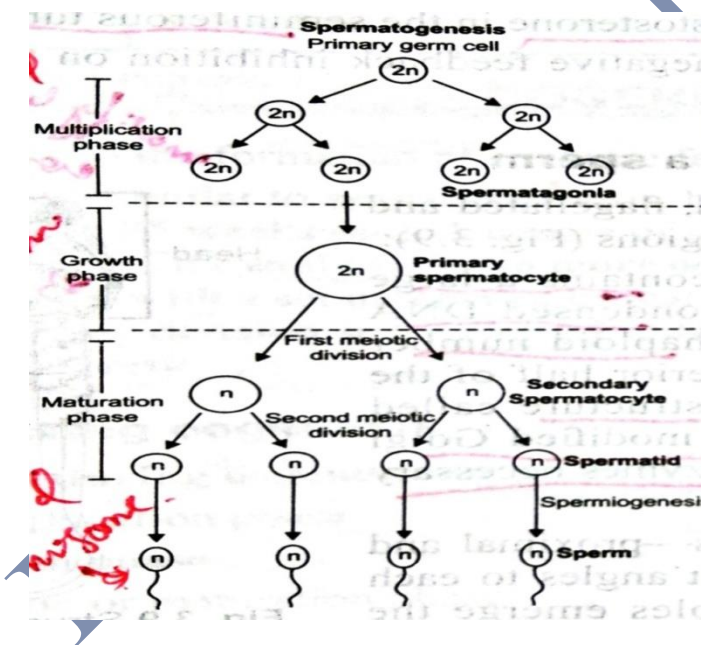 Spermatogenesis
Primary germ cell
2n
2n
2n
Multiplication
phase
2n
2n
2n
2n
Spermatagonia
Growth
phase
2n
Primary
spermatocyte
First meiotic
division
Maturation
phase
n
n
Secondary
Spermatocyte
Second meiotic
division
n
n
n
n
Spermatid
Spermiogenesi
n
n
n
n
Sperm